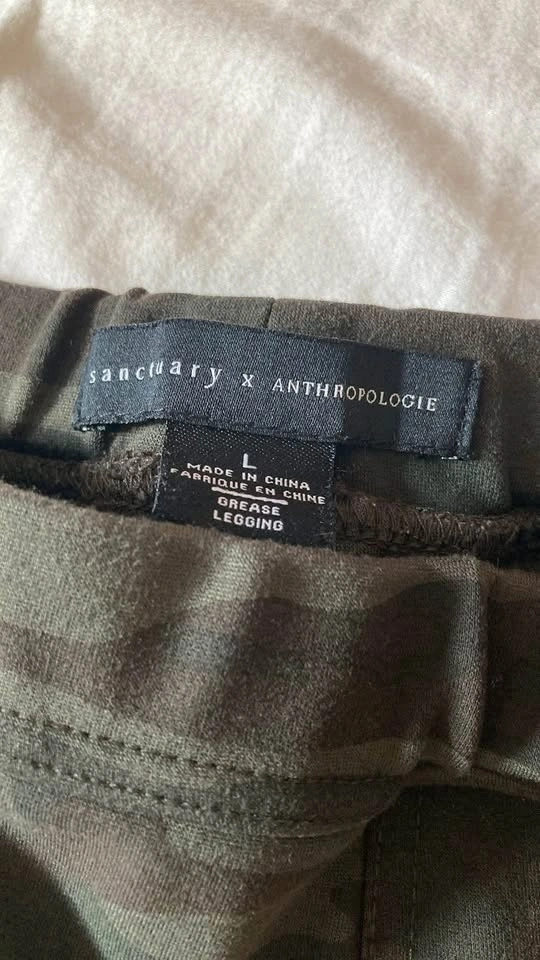 sanctuary x ANTHROPOLOGIE
L
MADE IN CHINA
FABRIQUE EN CHINE
GREASE
LEGGING